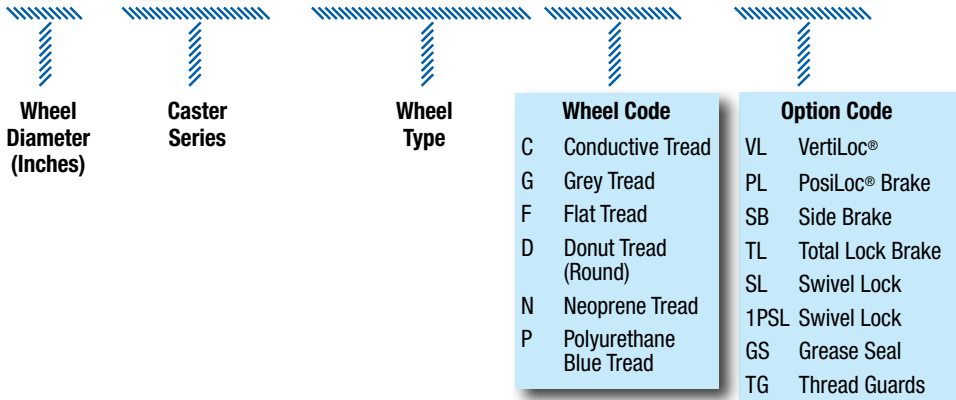 Wheel
Diameter
(Inches)
Caster
Series
Wheel
Type
Wheel Code
C Conductive Tread
G Grey Tread
F Flat Tread
D Donut Tread
(Round)
N Neoprene Tread
P Polyurethane
Blue Tread
Option Code
VL VertiLoc®
PL PosiLoc® Brake
SB Side Brake
TL Total Lock Brake
SL Swivel Lock
1PSL Swivel Lock
GS Grease Seal
TG Thread Guards